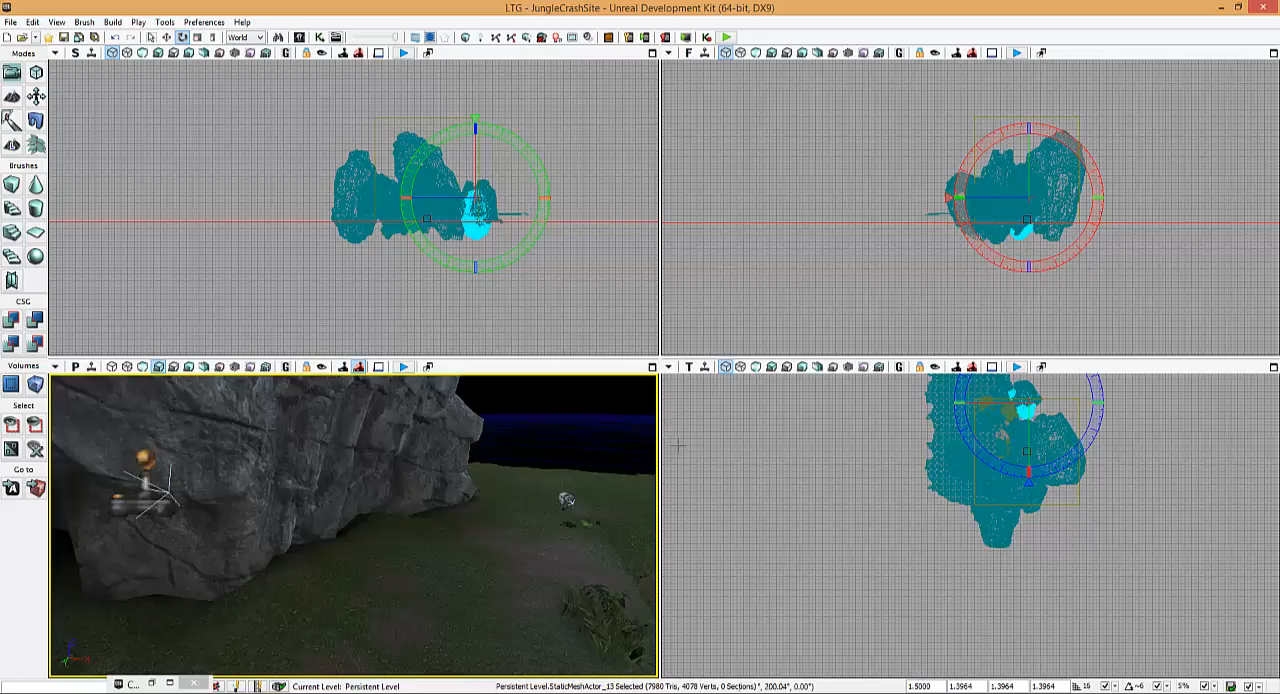 LTG - JungleCrashSite - Unreal Development Kit (64-bit, DX9)
File Edit View Brush Build Play Tools Preferences Help
World
Modes
S G
F G
Brushes
CSG
Volumes
P G
T G
Select
Go to
C...
Current Level: Persistent Level
Persistent Level.StaticMeshActor_13 Selected (7980 Tris, 4078 Verts, 0 Sections)°, 200.04°, 0.00°)
1.5000 1.3964 1.3964 1.3964 16 ~6 5%